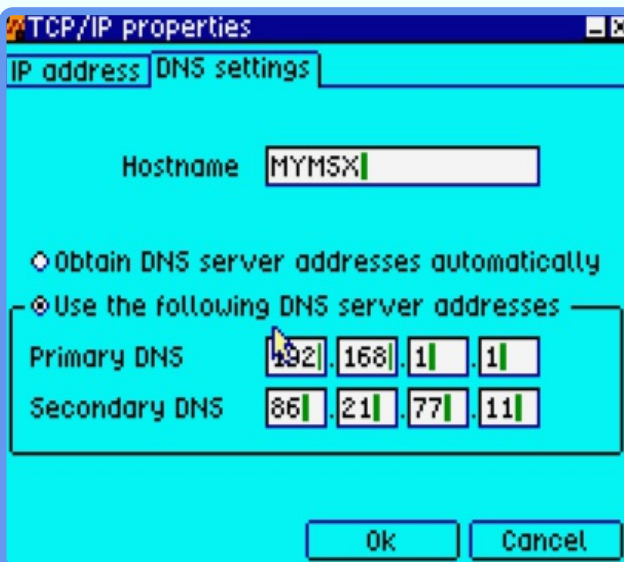 TCP/IP properties
IP address DNS settings
Hostname MYMSX
Obtain DNS server addresses automatically
Use the following DNS server addresses
Primary DNS 192.168.1.1
Secondary DNS 86.21.77.11
Ok Cancel